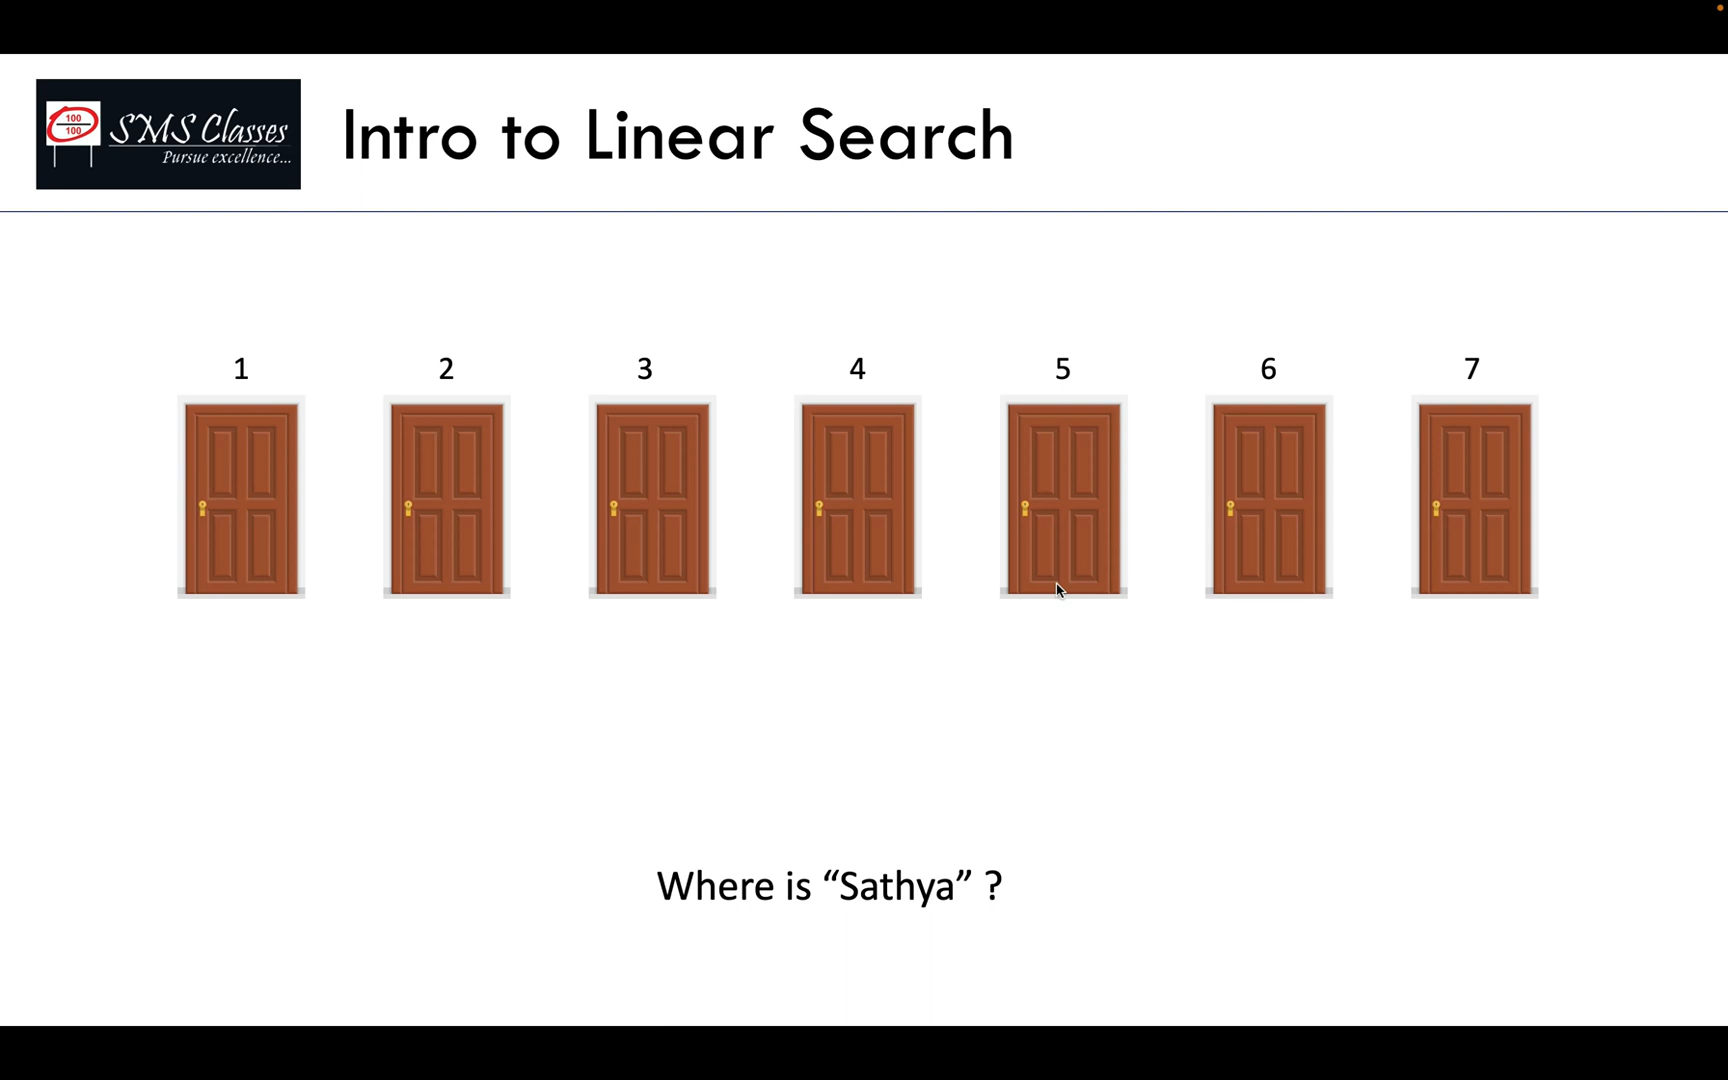 100
100
SMS Classes
Pursue excellence...
Intro to Linear Search
1 2 3 4 5 6 7
Where is “Sathya” ?